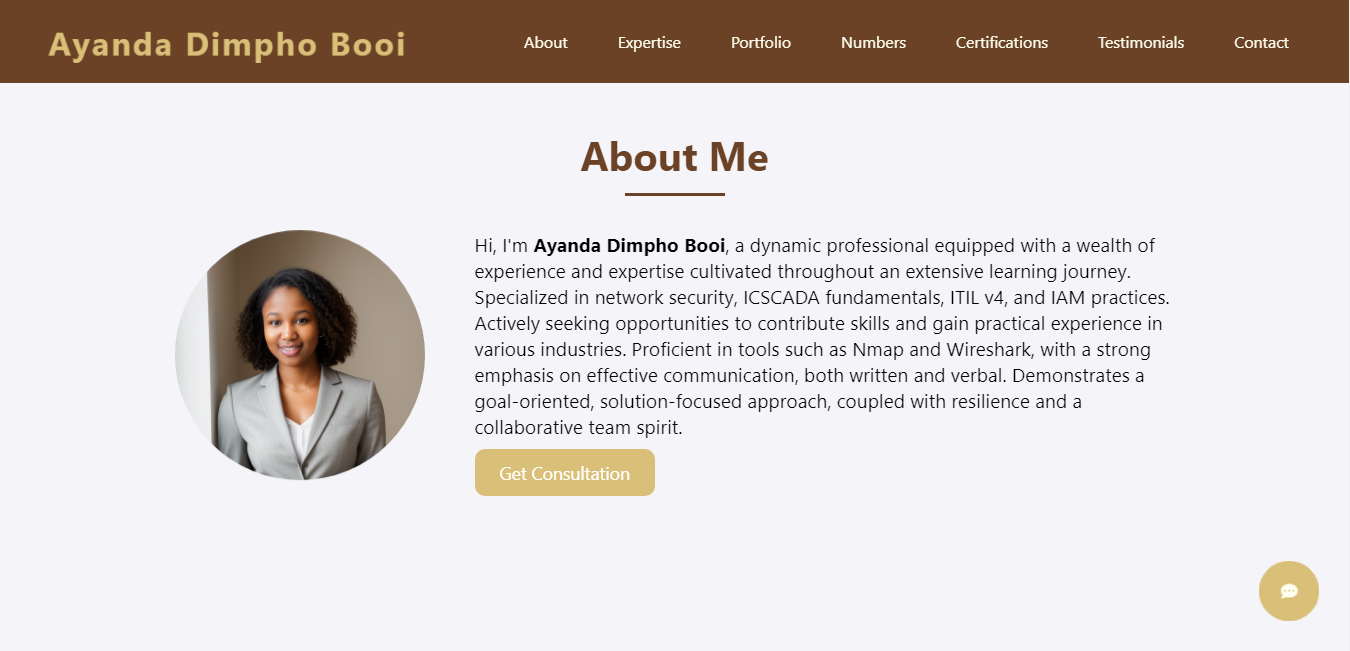 Ayanda Dimpho Booi
About Expertise Portfolio Numbers Certifications Testimonials Contact
About Me
Hi, I'm Ayanda Dimpho Booi, a dynamic professional equipped with a wealth of
experience and expertise cultivated throughout an extensive learning journey.
Specialized in network security, ICSCADA fundamentals, ITIL v4, and IAM practices.
Actively seeking opportunities to contribute skills and gain practical experience in
various industries. Proficient in tools such as Nmap and Wireshark, with a strong
emphasis on effective communication, both written and verbal. Demonstrates a
goal-oriented, solution-focused approach, coupled with resilience and a
collaborative team spirit.
Get Consultation